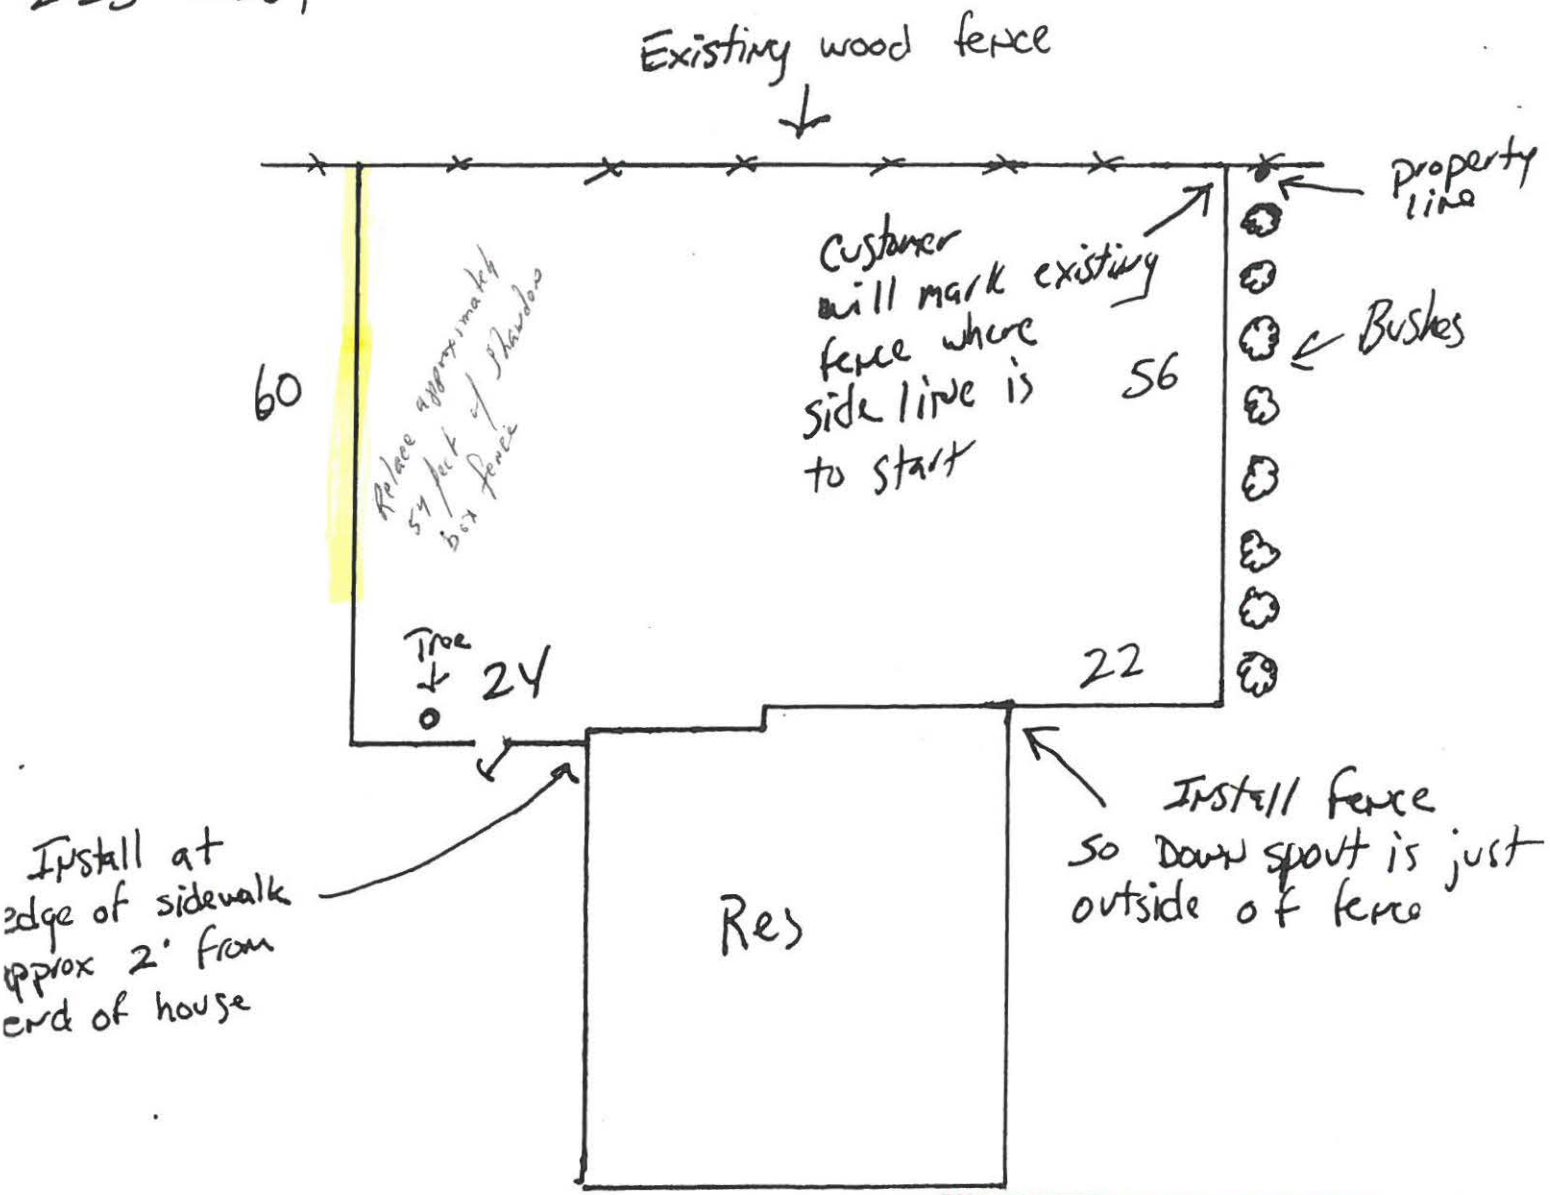 Existing wood fence
property
line
Customer
will mark existing
fence where
side line is
to start
Bushes
60
56
Relace approximately
54 feet of Shawdow
box fence
Tree
24
22
Install at
edge of sidewalk
approx 2' from
end of house
Install fence
so Down spout is just
outside of fence
Res